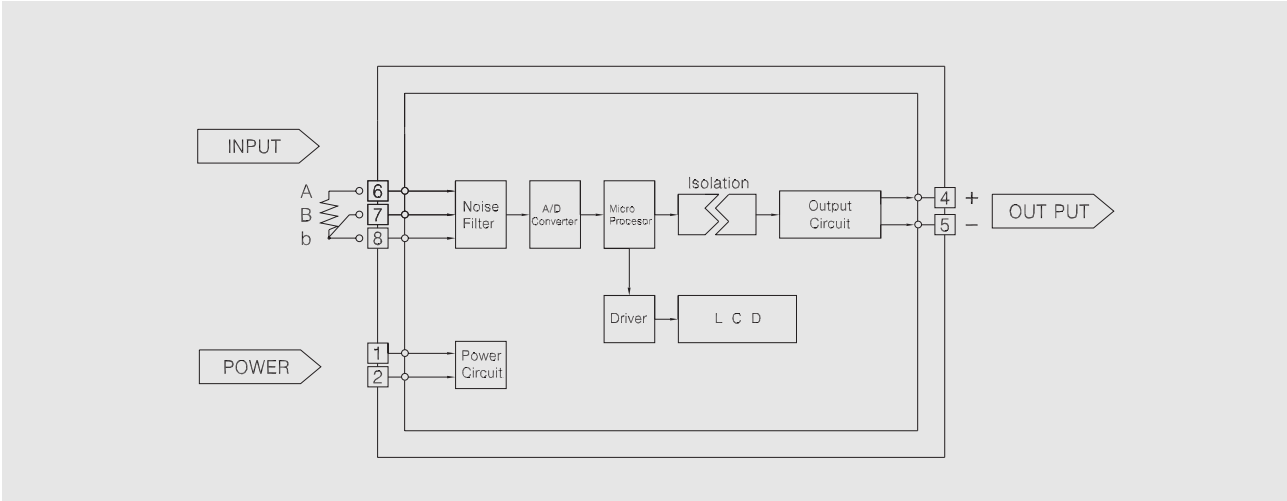 INPUT
A
B
b
6
7
8
Noise
Filter
A/D
Converter
Micro
Procesor
Isolation
Output
Circuit
4
+
5
−
OUT PUT
Driver
L C D
POWER
1
2
Power
Circuit